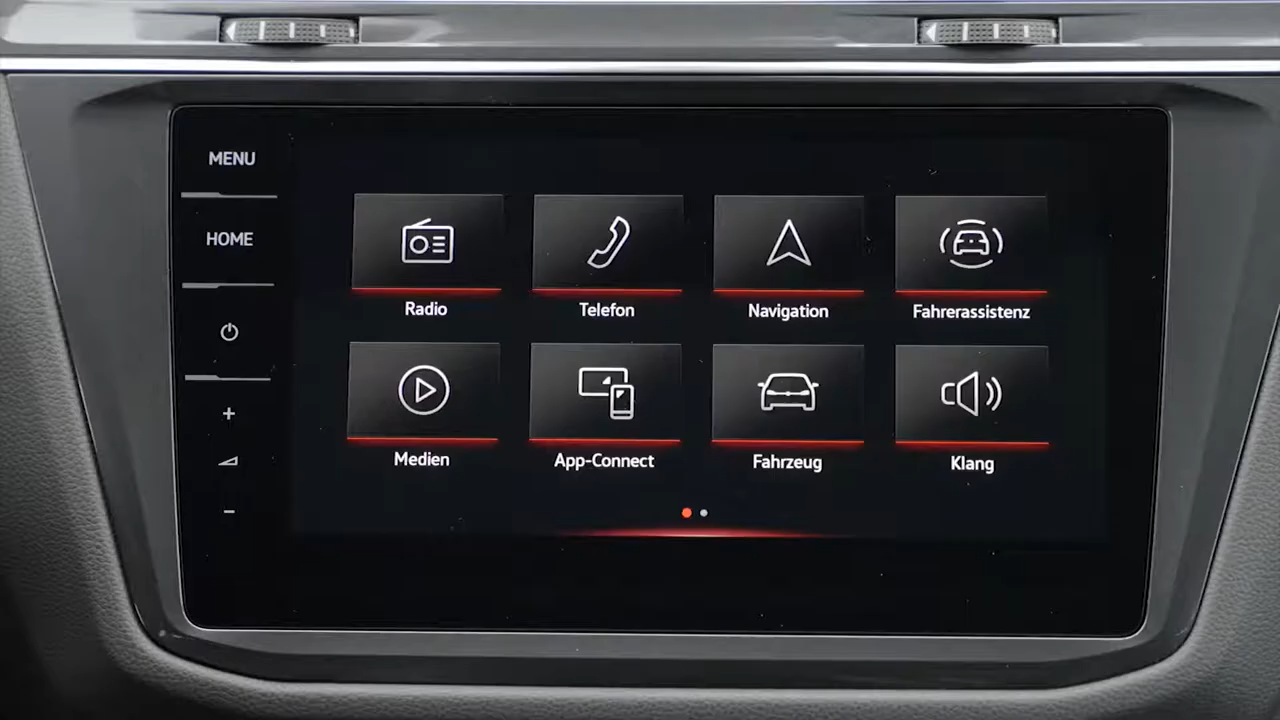 MENU
HOME
Radio
Telefon
Navigation
Fahrerassistenz
Medien
App-Connect
Fahrzeug
Klang